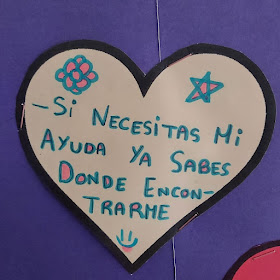 -Si NECESITAS Mi
AYUDA YA SABES
DONDE ENCON-
TRARME